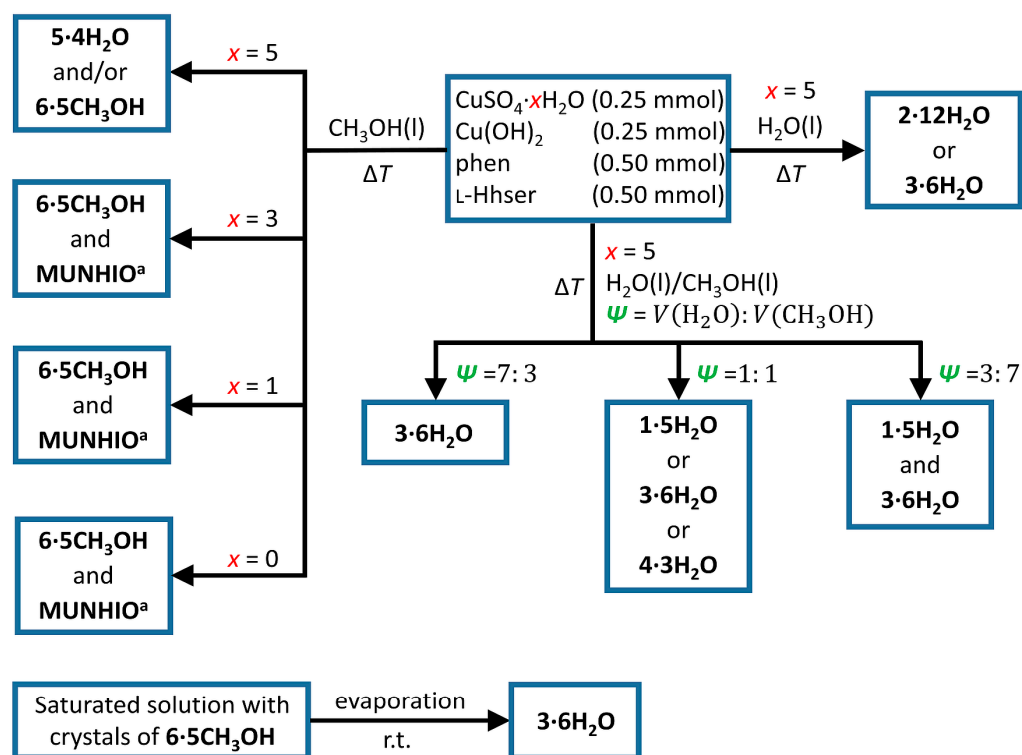 5·4H₂O
and/or
6·5CH₃OH
x = 5
CH₃OH(l)
ΔT
CuSO₄·xH₂O (0.25 mmol)
Cu(OH)₂ (0.25 mmol)
phen (0.50 mmol)
L-Hhser (0.50 mmol)
x = 5
H₂O(l)
ΔT
2·12H₂O
or
3·6H₂O
6·5CH₃OH
and
MUNHIOᵃ
x = 3
ΔT
x = 5
H₂O(l)/CH₃OH(l)
Ψ = V(H₂O): V(CH₃OH)
6·5CH₃OH
and
MUNHIOᵃ
x = 1
Ψ =7: 3
3·6H₂O
Ψ =1: 1
1·5H₂O
or
3·6H₂O
or
4·3H₂O
Ψ =3: 7
1·5H₂O
and
3·6H₂O
6·5CH₃OH
and
MUNHIOᵃ
x = 0
Saturated solution with
crystals of 6·5CH₃OH
evaporation
r.t.
3·6H₂O